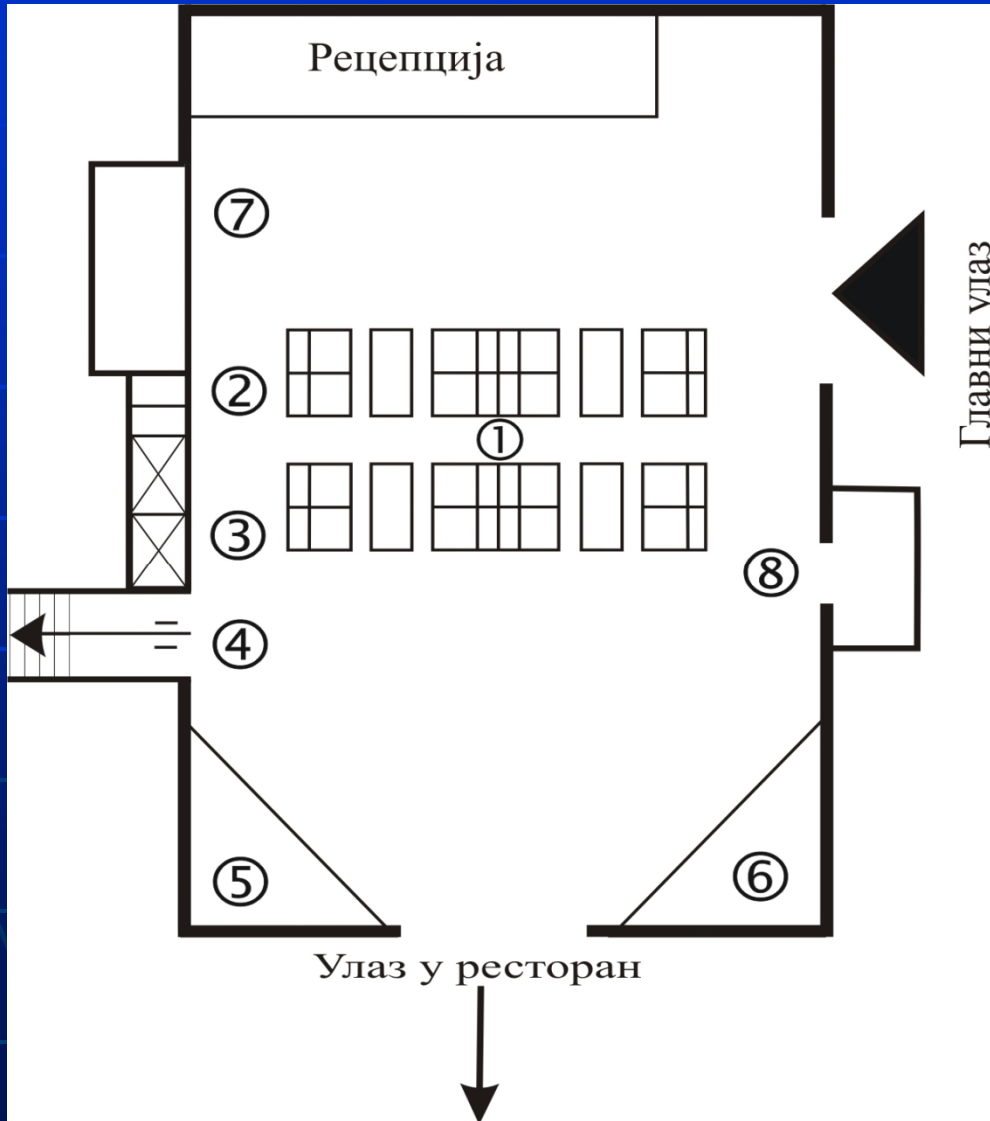 Рецепција
⑦
Главни улаз
②
①
③
⑧
④
⑤
⑥
Улаз у ресторан